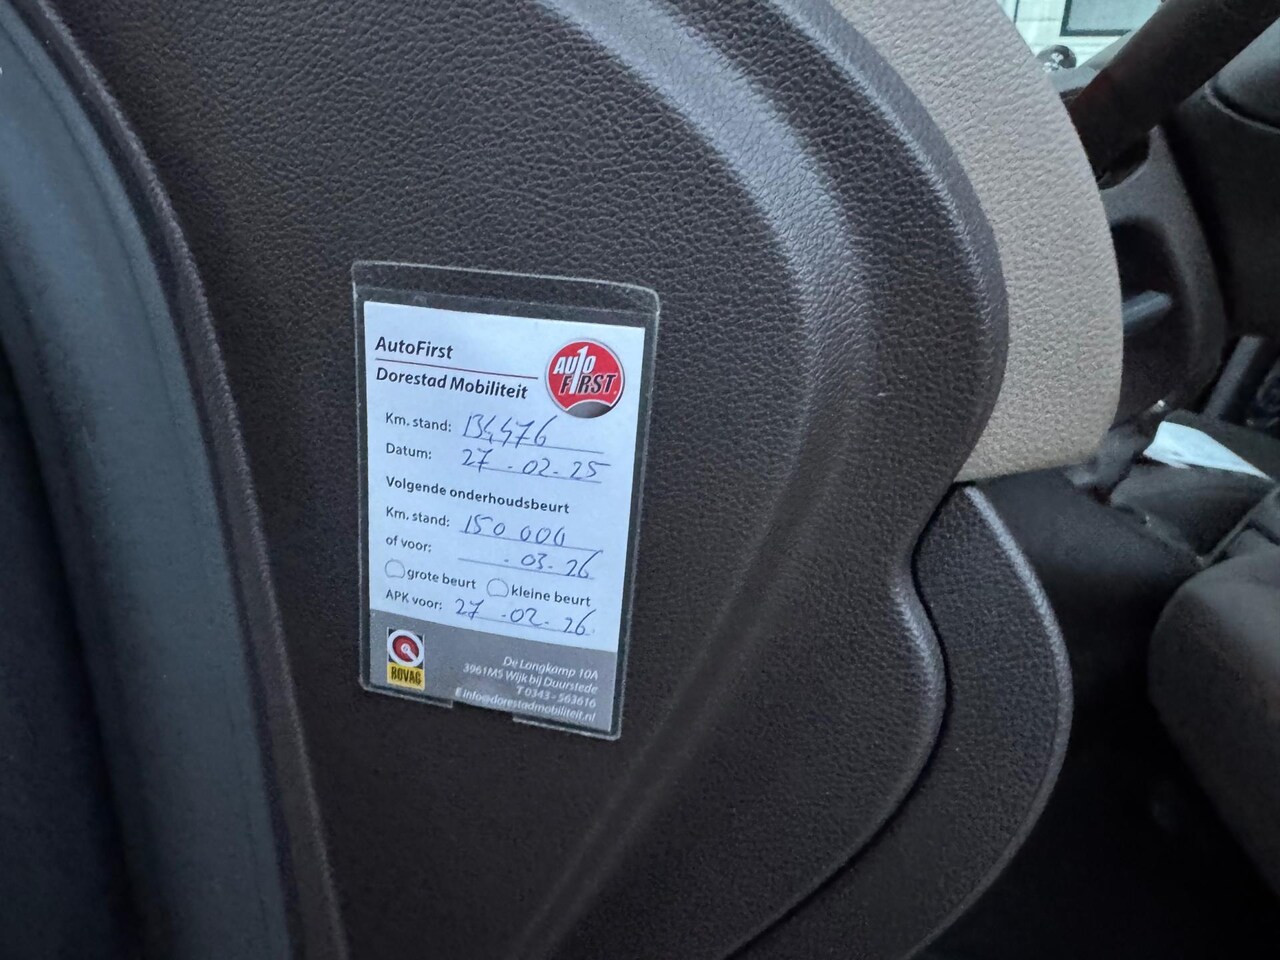 AutoFirst
Dorestad Mobiliteit
AUTO
F1RST
Km. stand: 134476
Datum: 27-02-25
Volgende onderhoudsbeurt
Km. stand: 150 000
of voor: -03-26
grote beurt kleine beurt
APK voor: 27-02-26
BOVAG
De Langkamp 10A
3961MS Wijk bij Duurstede
T 0343 - 563616
E info@dorestadmobiliteit.nl